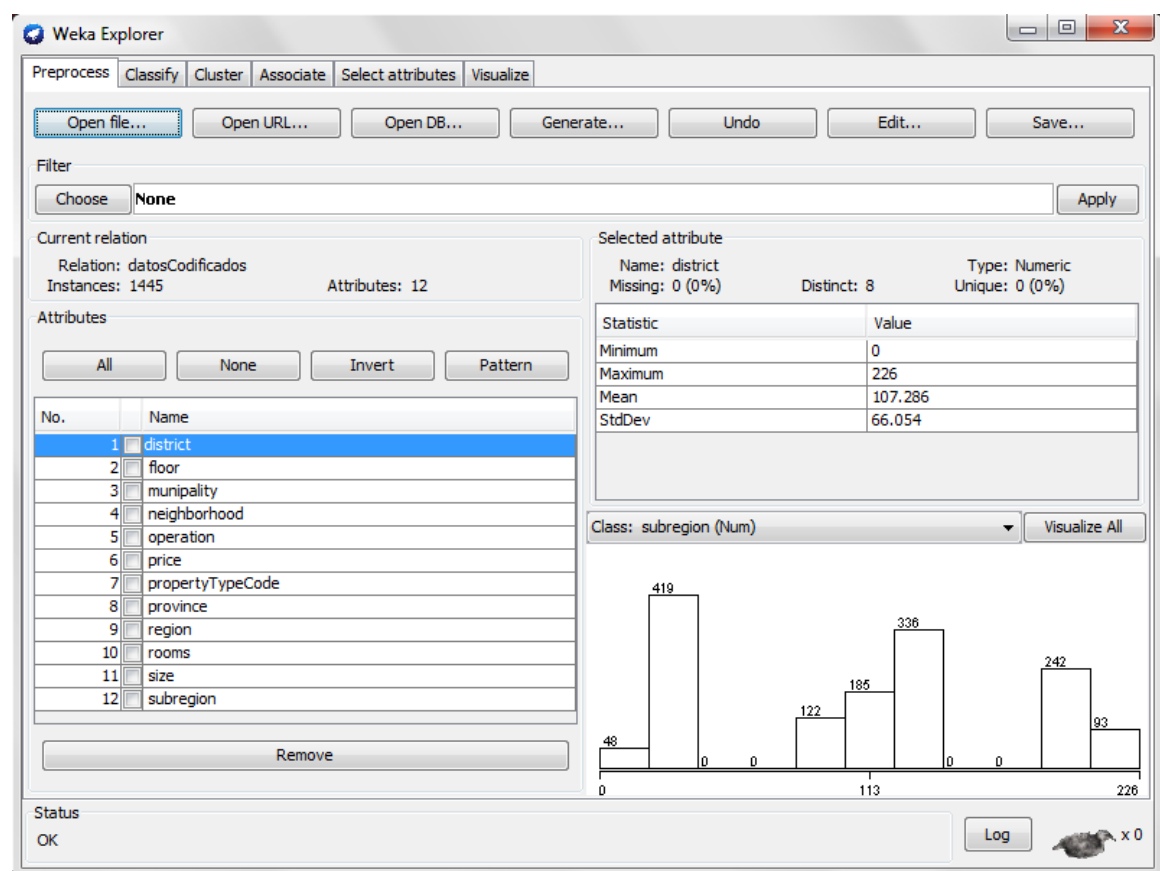 Weka Explorer
Preprocess Classify Cluster Associate Select attributes Visualize
Open file... Open URL... Open DB... Generate... Undo Edit... Save...
Filter
Choose None Apply
Current relation
Relation: datosCodificados
Instances: 1445 Attributes: 12
Attributes
All None Invert Pattern
No. Name
1 district
2 floor
3 munipality
4 neighborhood
5 operation
6 price
7 propertyTypeCode
8 province
9 region
10 rooms
11 size
12 subregion
Remove
Selected attribute
Name: district Type: Numeric
Missing: 0 (0%) Distinct: 8 Unique: 0 (0%)
Statistic Value
Minimum 0
Maximum 226
Mean 107.286
StdDev 66.054
Class: subregion (Num) Visualize All
48 419 0 0 122 185 336 0 0 242 93
0 113 226
Status
OK
Log x 0